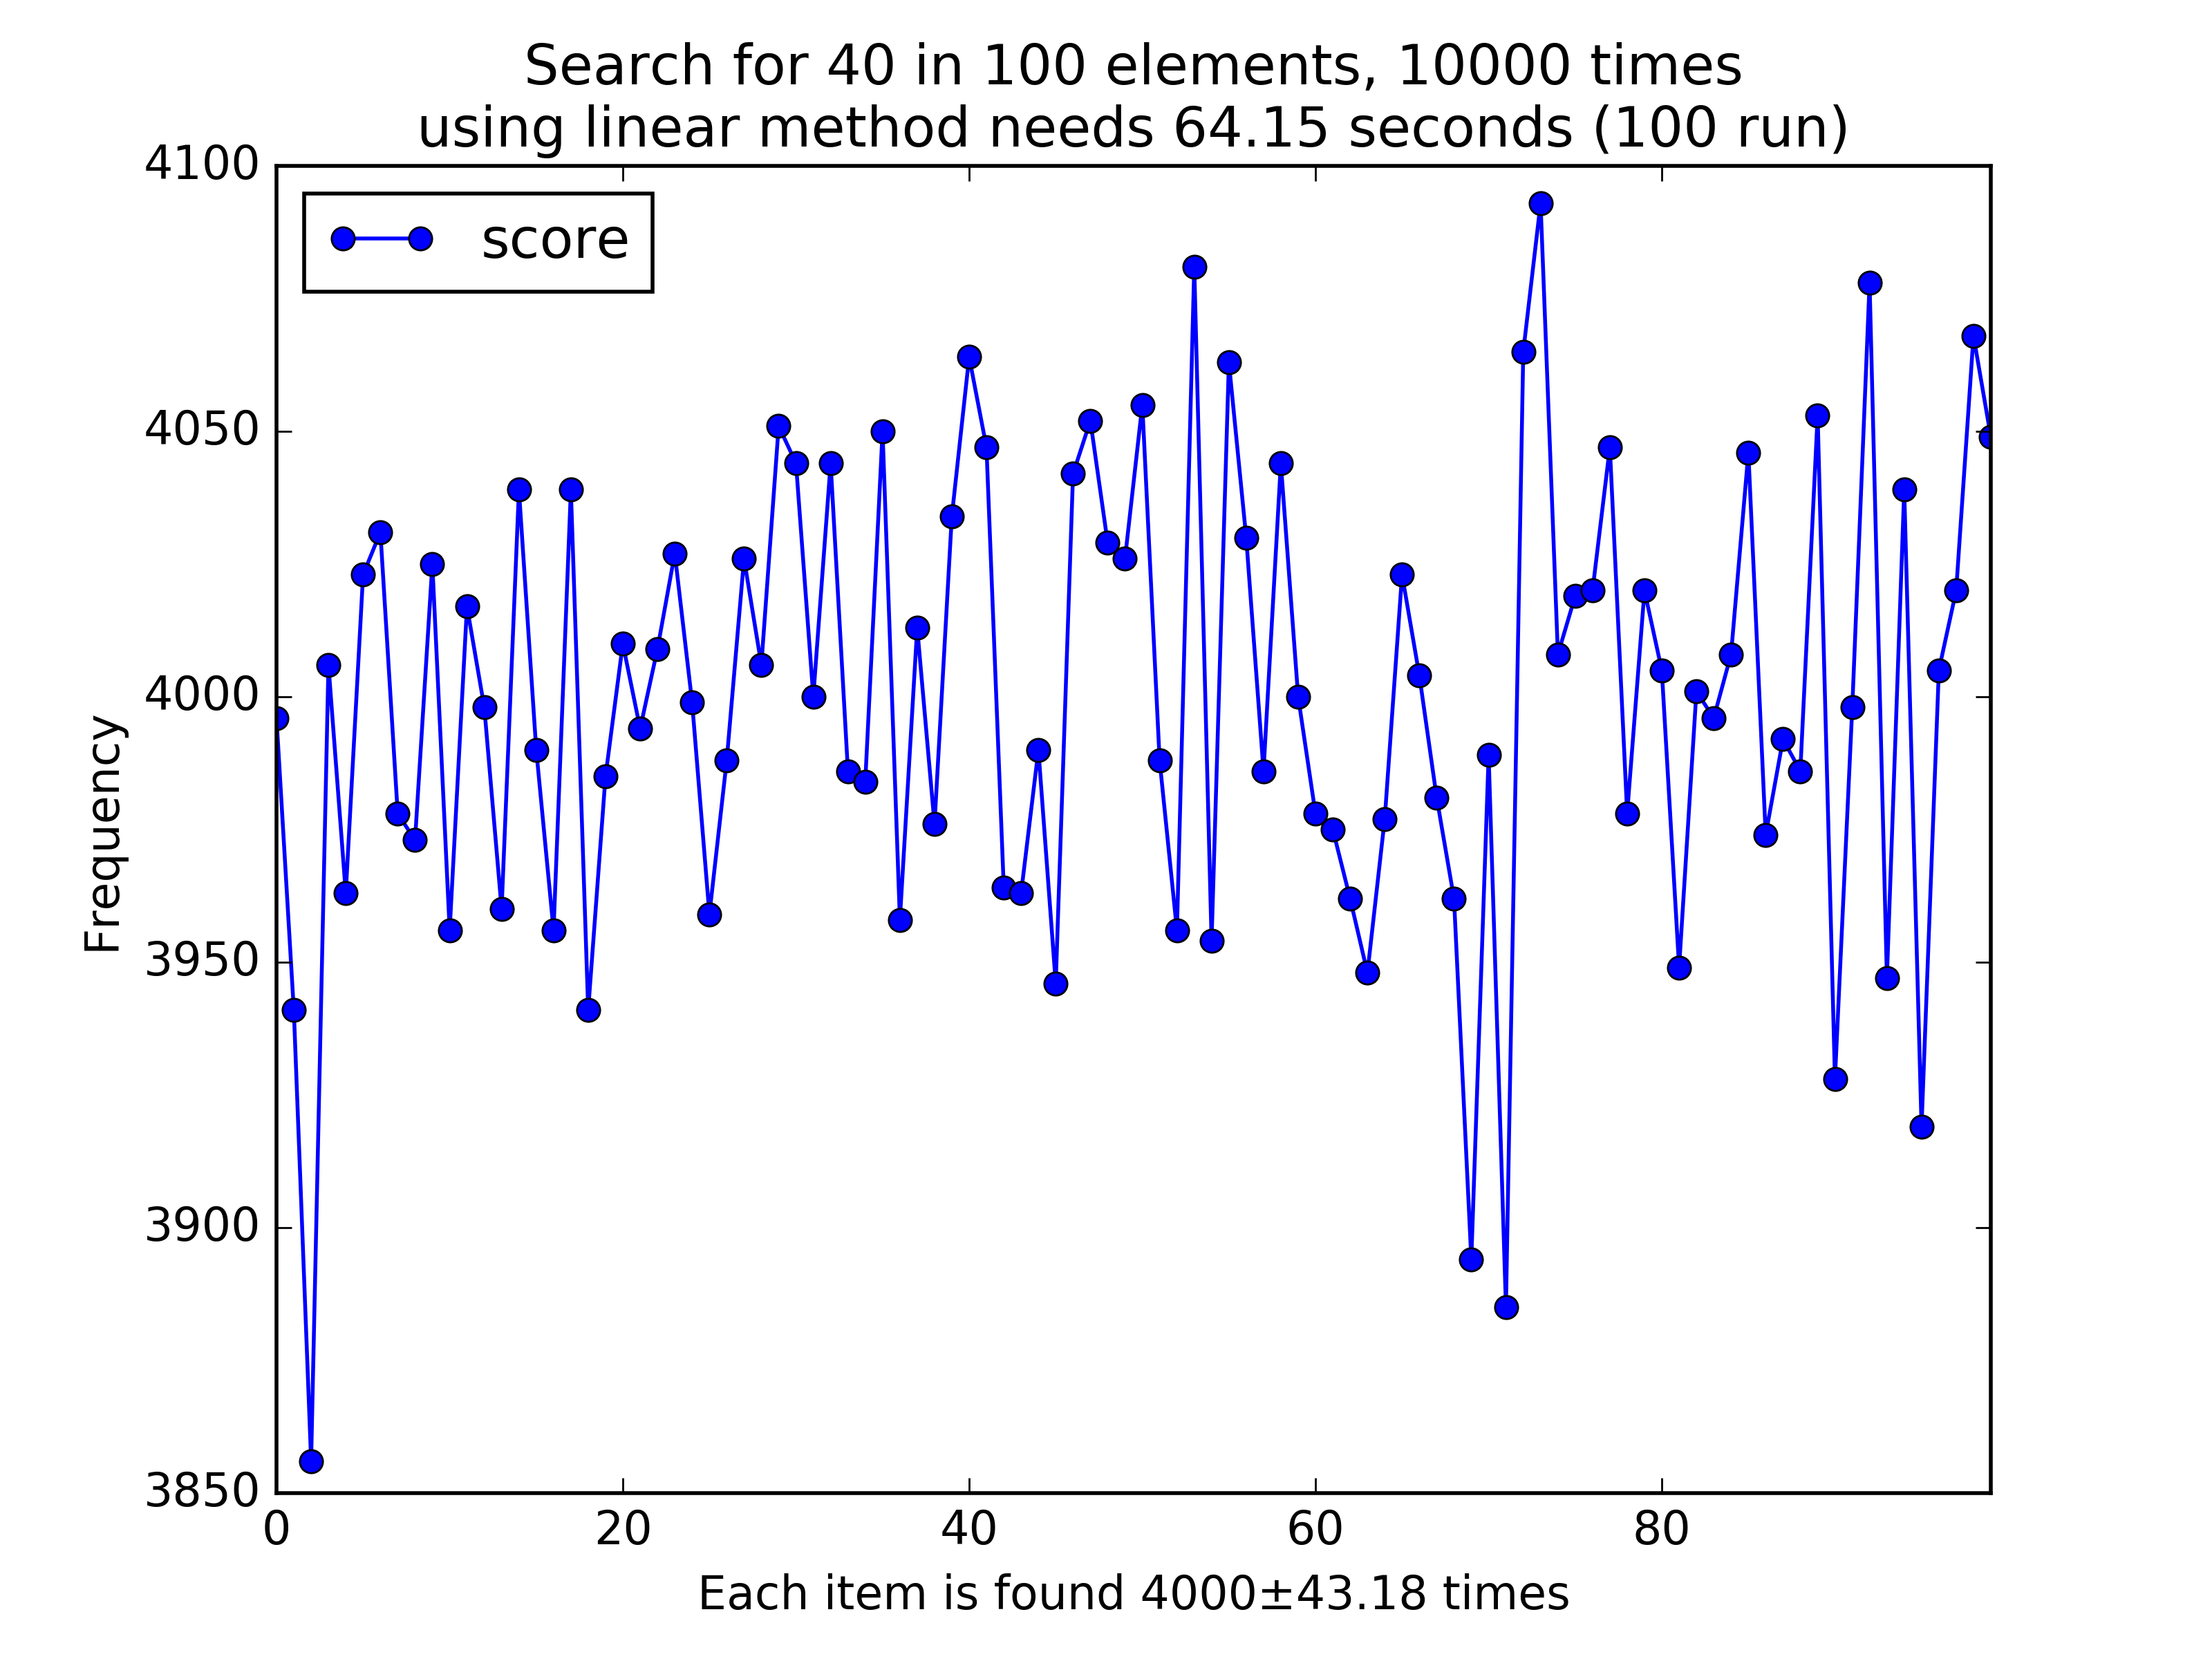 Search for 40 in 100 elements, 10000 times
using linear method needs 64.15 seconds (100 run)
4100
score
4050
4000
Frequency
3950
3900
3850
0 20 40 60 80
Each item is found 4000±43.18 times